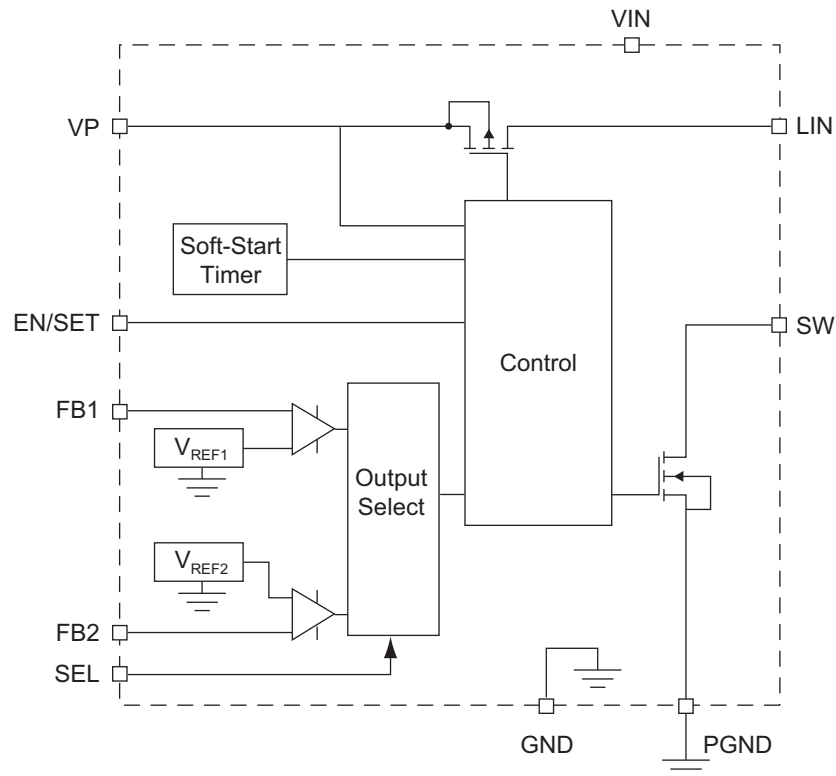 VIN
VP
LIN
Soft-Start
Timer
EN/SET
SW
Control
FB1
VREF1
Output
Select
VREF2
FB2
SEL
GND
PGND